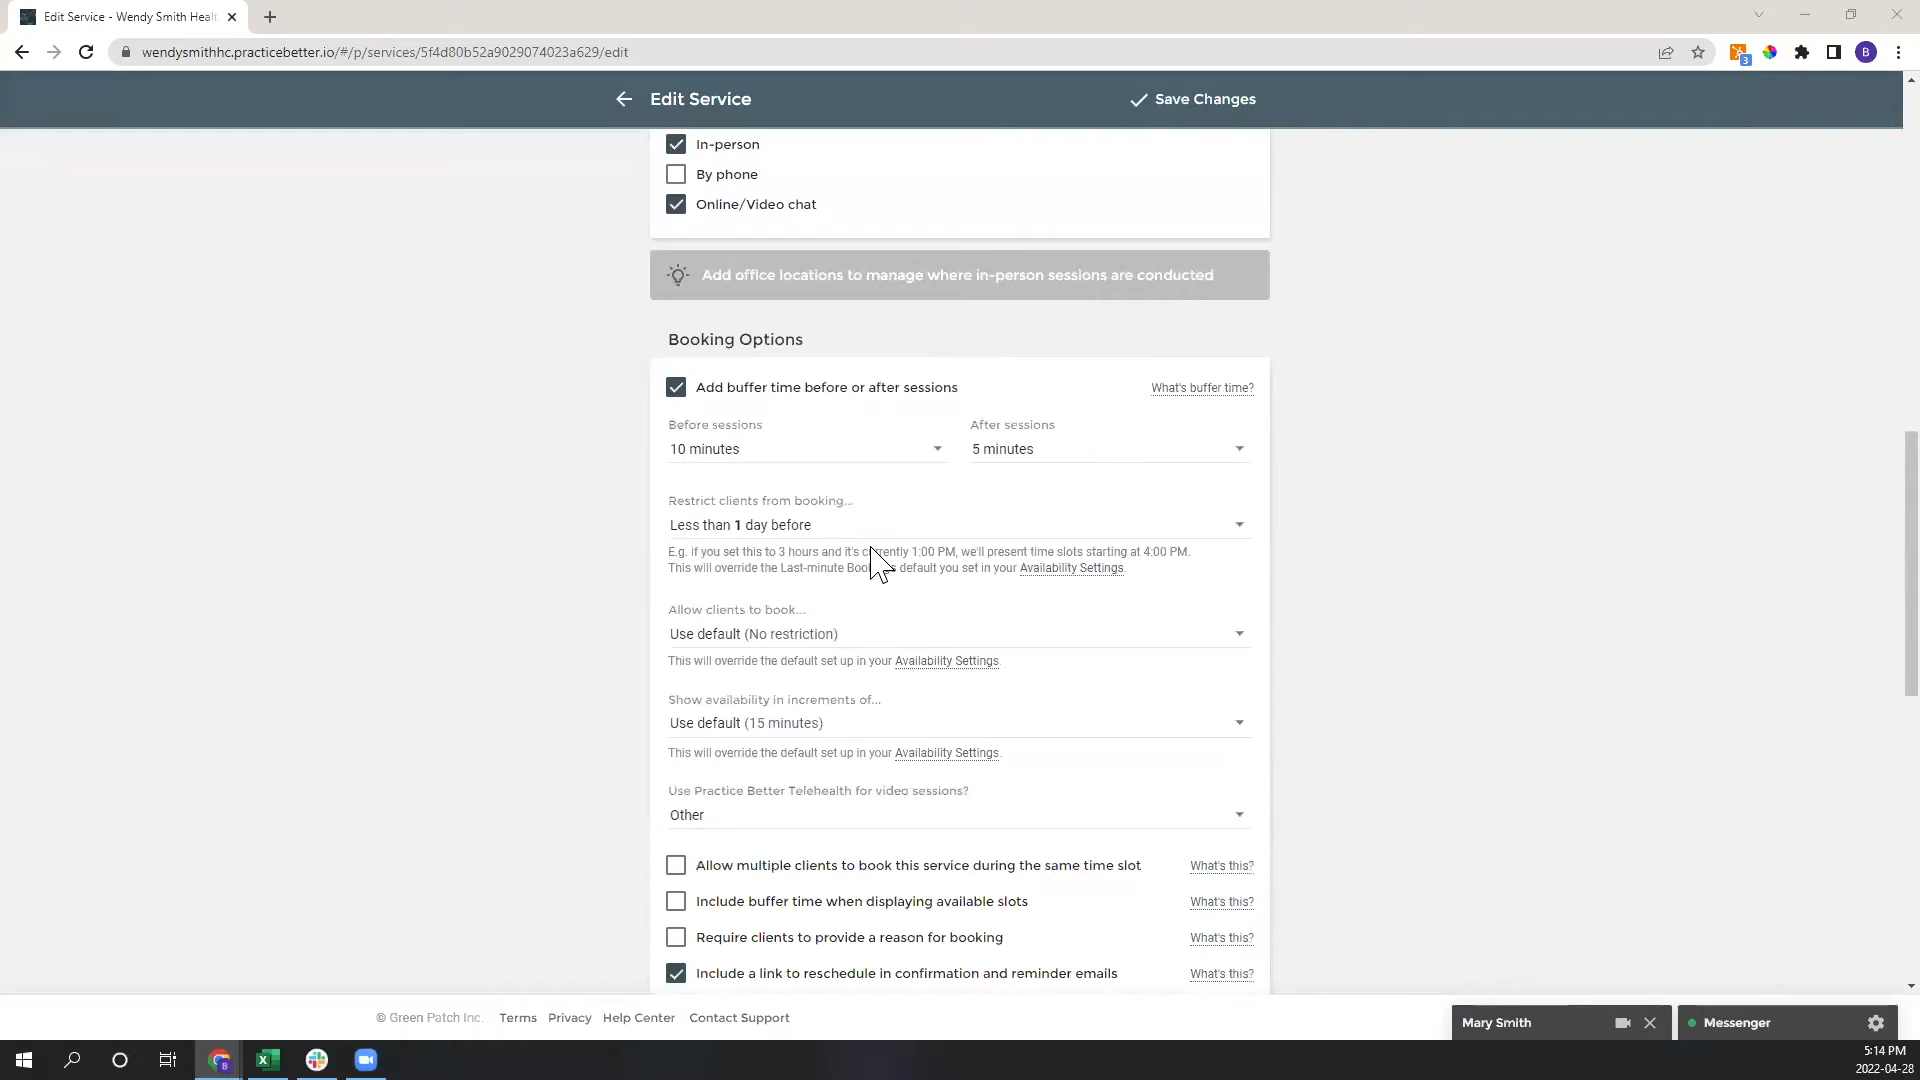 Edit Service - Wendy Smith Healt
wendysmithhc.practicebetter.io/#/p/services/5f4d80b52a9029074023a629/edit
3
B
Edit Service
Save Changes
In-person
By phone
Online/Video chat
Add office locations to manage where in-person sessions are conducted
Booking Options
Add buffer time before or after sessions What's buffer time?
Before sessions After sessions
10 minutes 5 minutes
Restrict clients from booking...
Less than 1 day before
E.g. if you set this to 3 hours and it's currently 1:00 PM, we'll present time slots starting at 4:00 PM.
This will override the Last-minute default you set in your Availability Settings.
Allow clients to book...
Use default (No restriction)
This will override the default set up in your Availability Settings.
Show availability in increments of...
Use default (15 minutes)
This will override the default set up in your Availability Settings.
Use Practice Better Telehealth for video sessions?
Other
Allow multiple clients to book this service during the same time slot What's this?
Include buffer time when displaying available slots What's this?
Require clients to provide a reason for booking What's this?
Include a link to reschedule in confirmation and reminder emails What's this?
© Green Patch Inc. Terms Privacy Help Center Contact Support
Mary Smith
Messenger
5:14 PM
2022-04-28